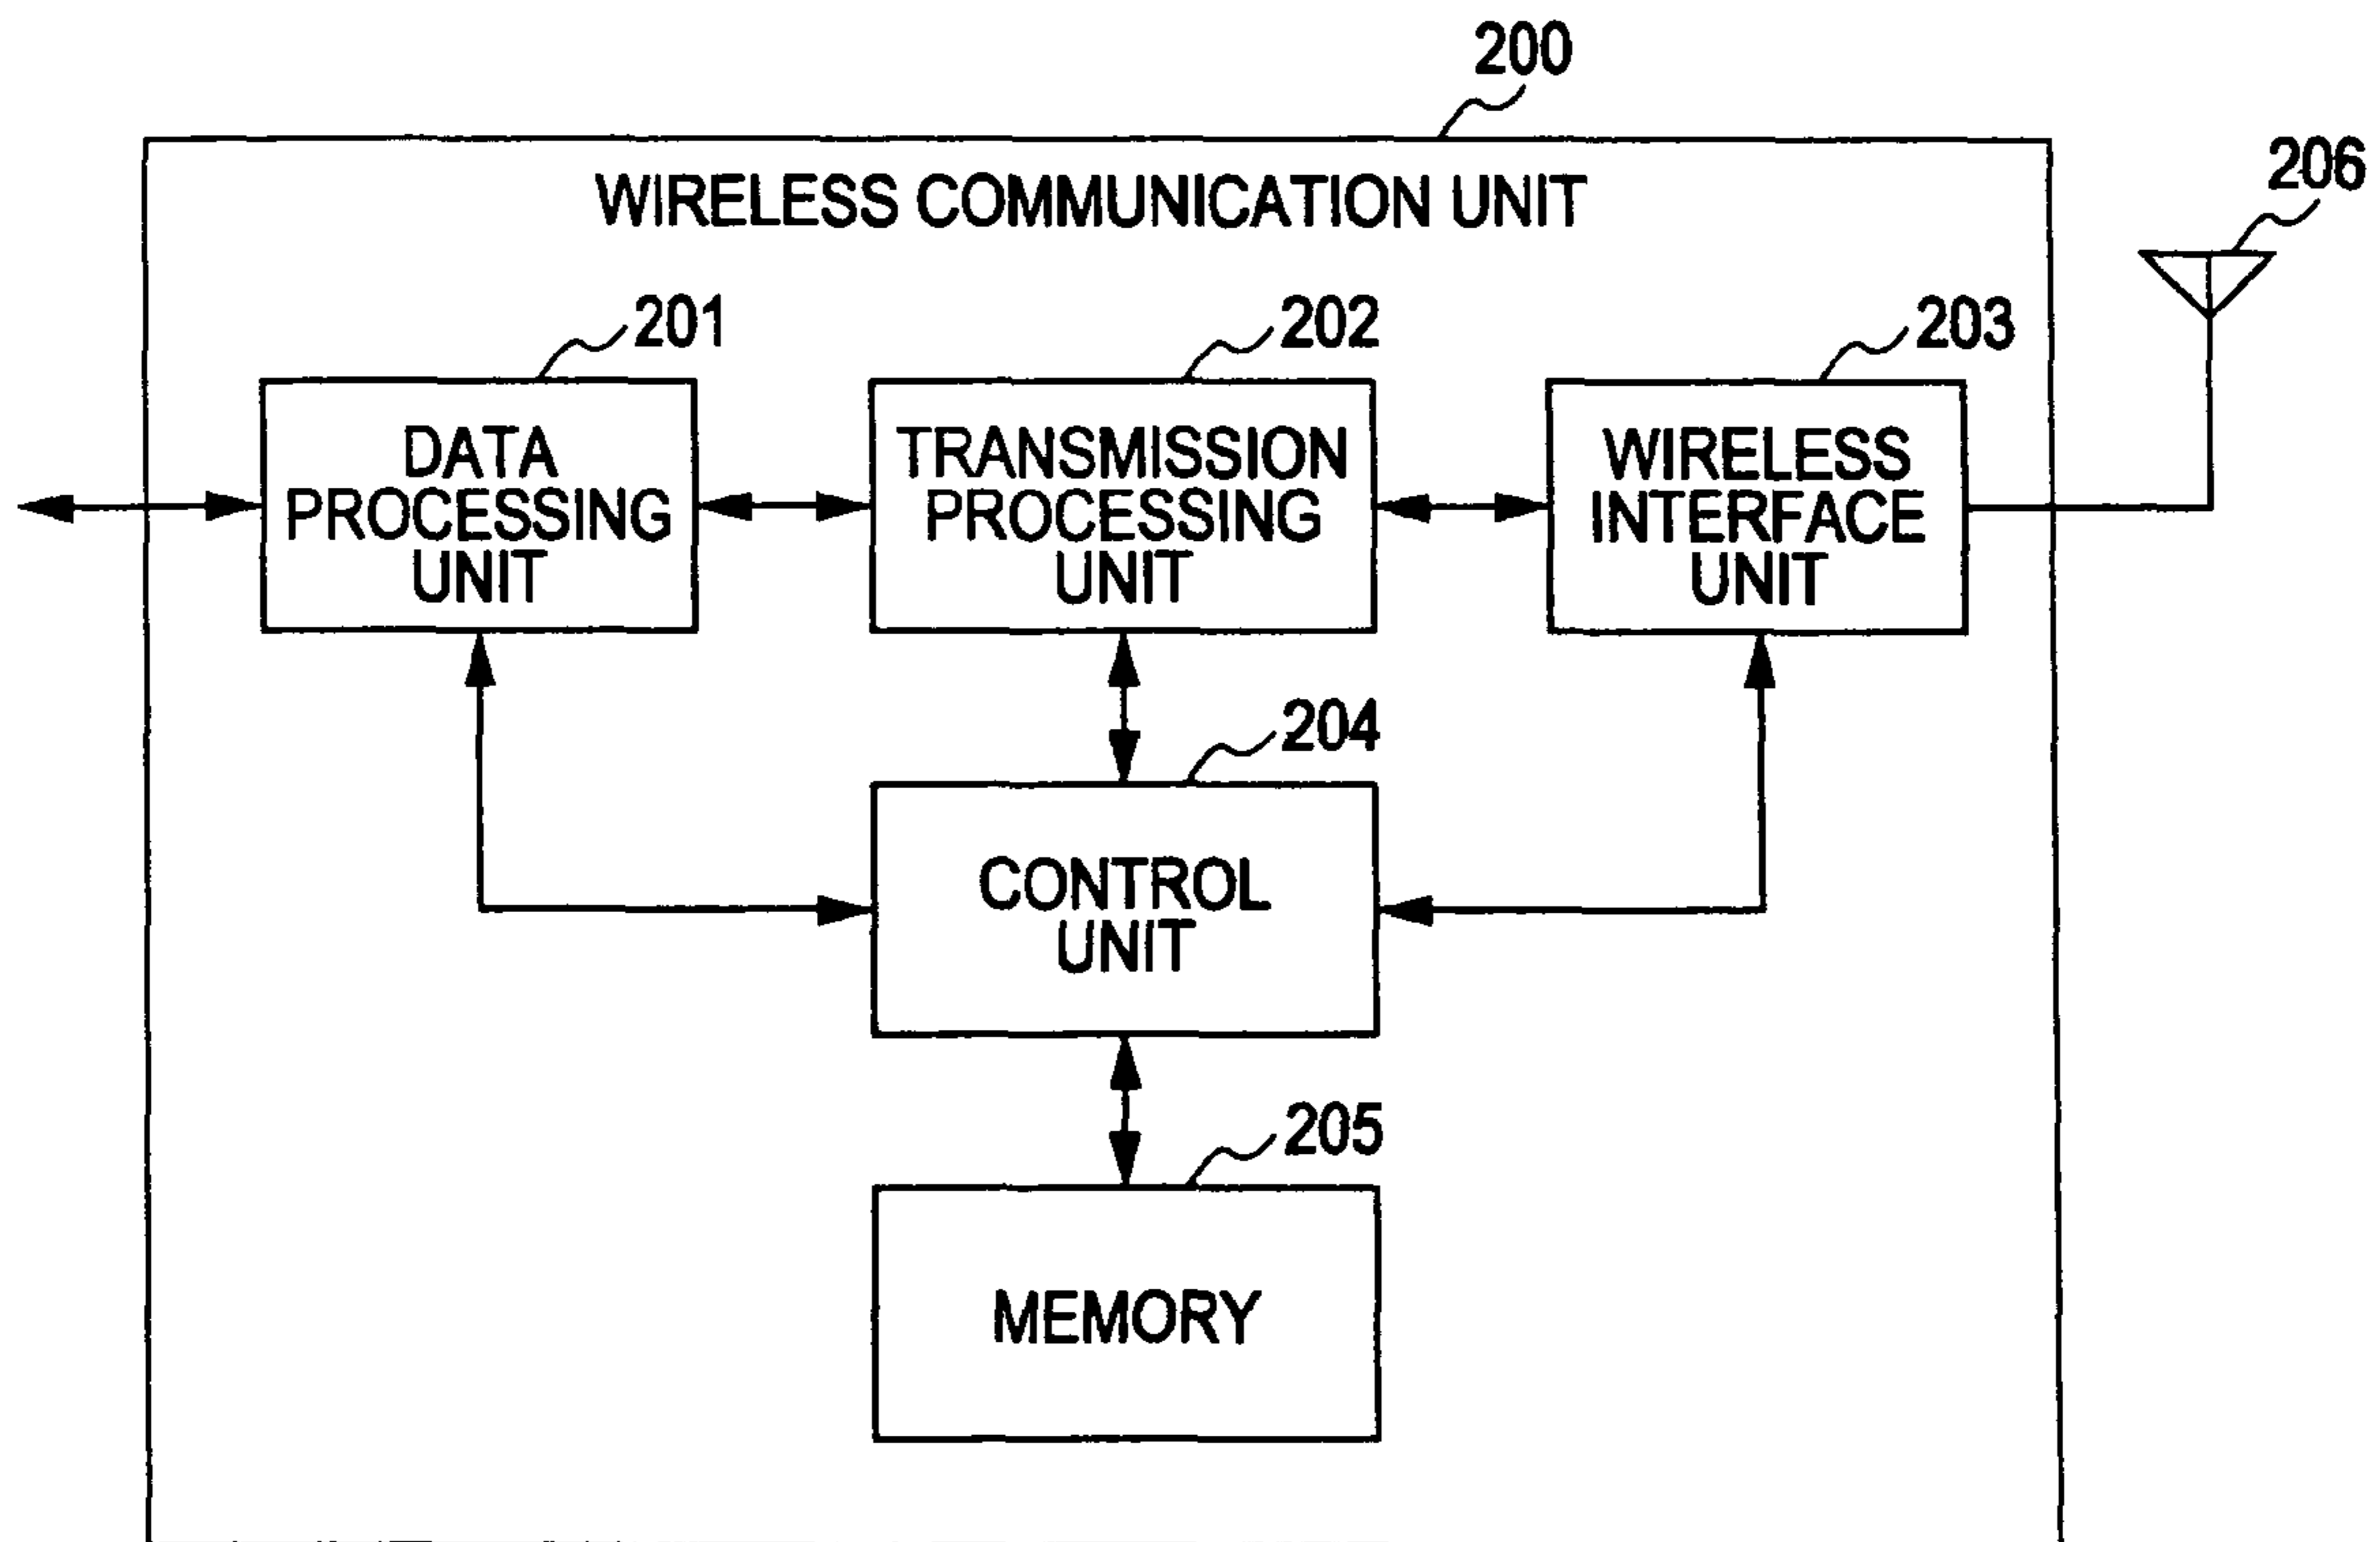 200
WIRELESS COMMUNICATION UNIT
206
201
202
203
DATA
PROCESSING
UNIT
TRANSMISSION
PROCESSING
UNIT
WIRELESS
INTERFACE
UNIT
204
CONTROL
UNIT
205
MEMORY